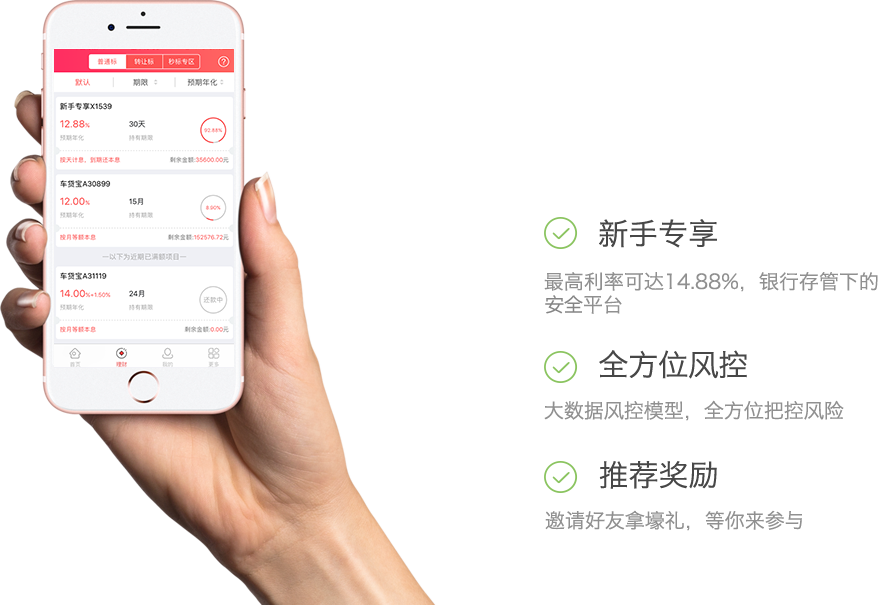 普通标 转让标 秒标专区 ?
默认 期限 预期年化
新手专享X1539
12.88% 30天 92.88%
预期年化 持有期限
按天计息，到期还本息 剩余金额:35600.00元
车贷宝A30899
12.00% 15月 8.00%
预期年化 持有期限
按月等额本息 剩余金额:152576.72元
—以下为近期已满额项目—
车贷宝A31119
14.00%+1.50% 24月 还款中
预期年化 持有期限
按月等额本息 剩余金额:0.00元
首页 理财 我的 更多
新手专享
最高利率可达14.88%，银行存管下的
安全平台
全方位风控
大数据风控模型，全方位把控风险
推荐奖励
邀请好友拿壕礼，等你来参与